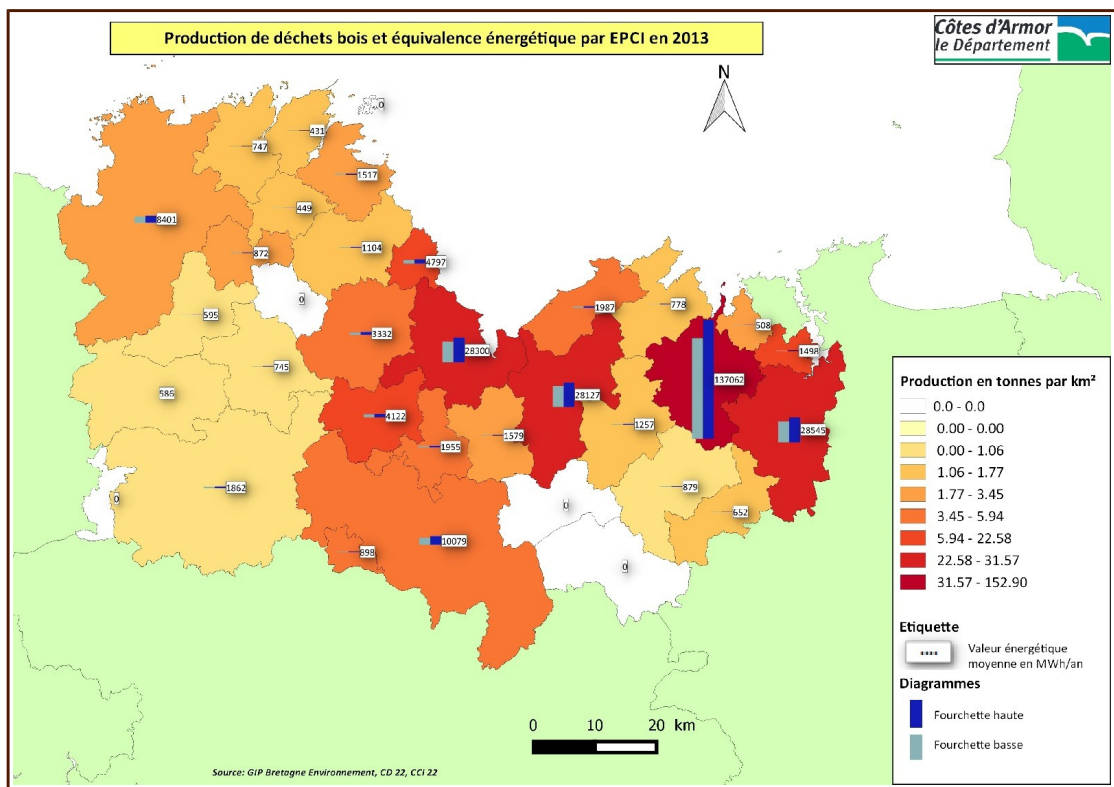 Production de déchets bois et équivalence énergétique par EPCI en 2013
Côtes d'Armor
le Département
N
0
431
747
1517
449
8401
872
1104
4797
0
595
1987
778
508
3332
28300
1498
745
137062
586
28127
4122
1257
28545
1579
1955
1862
879
0
0
652
10079
898
0
Production en tonnes par km²
0.0 - 0.0
0.00 - 0.00
0.00 - 1.06
1.06 - 1.77
1.77 - 3.45
3.45 - 5.94
5.94 - 22.58
22.58 - 31.57
31.57 - 152.90
Etiquette
Valeur énergétique
moyenne en MWh/an
Diagrammes
Fourchette haute
Fourchette basse
0 10 20 km
Source: GIP Bretagne Environnement, CD 22, CCI 22